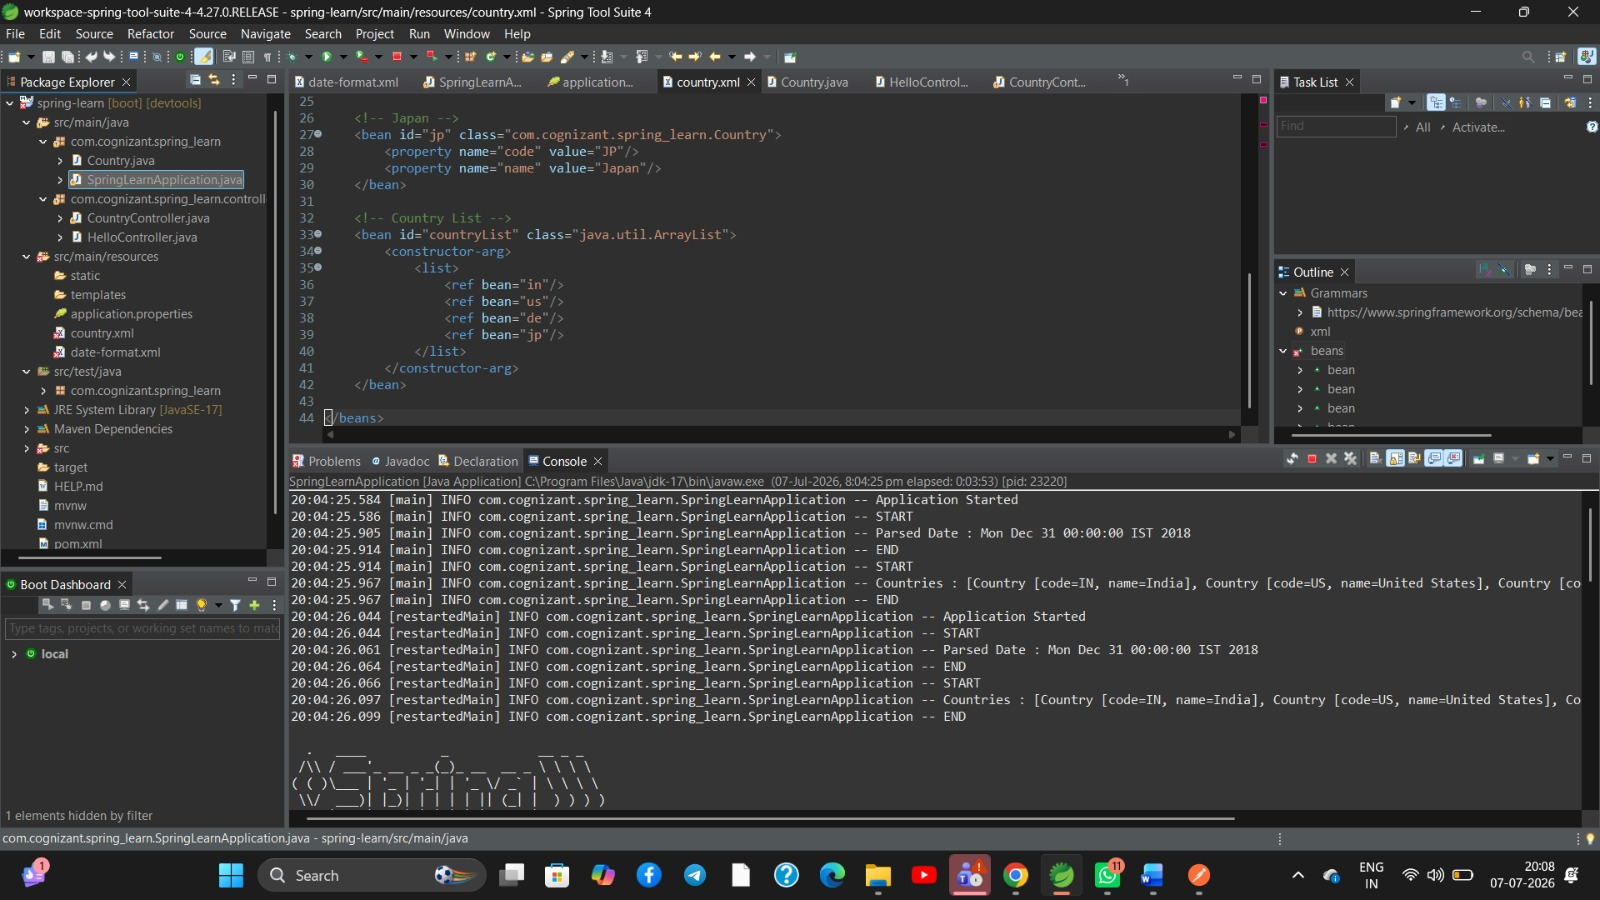 workspace-spring-tool-suite-4-4.27.0.RELEASE - spring-learn/src/main/resources/country.xml - Spring Tool Suite 4
File Edit Source Refactor Source Navigate Search Project Run Window Help
Package Explorer
spring-learn [boot] [devtools]
src/main/java
com.cognizant.spring_learn
Country.java
SpringLearnApplication.java
com.cognizant.spring_learn.controll
CountryController.java
HelloController.java
src/main/resources
static
templates
application.properties
country.xml
date-format.xml
src/test/java
com.cognizant.spring_learn
JRE System Library [JavaSE-17]
Maven Dependencies
src
target
HELP.md
mvnw
mvnw.cmd
pom.xml
Boot Dashboard
Type tags, projects, or working set names to mat
local
1 elements hidden by filter
date-format.xml SpringLearnA... application... country.xml Country.java HelloControl... CountryCont... »1
25
26 <!-- Japan -->
27 <bean id="jp" class="com.cognizant.spring_learn.Country">
28 <property name="code" value="JP"/>
29 <property name="name" value="Japan"/>
30 </bean>
31
32 <!-- Country List -->
33 <bean id="countryList" class="java.util.ArrayList">
34 <constructor-arg>
35 <list>
36 <ref bean="in"/>
37 <ref bean="us"/>
38 <ref bean="de"/>
39 <ref bean="jp"/>
40 </list>
41 </constructor-arg>
42 </bean>
43
44 </beans>
Task List
Find All Activate...
Outline
Grammars
https://www.springframework.org/schema/bea
xml
beans
bean
bean
bean
Problems Javadoc Declaration Console
SpringLearnApplication [Java Application] C:\Program Files\Java\jdk-17\bin\javaw.exe (07-Jul-2026, 8:04:25 pm elapsed: 0:03:53) [pid: 23220]
20:04:25.584 [main] INFO com.cognizant.spring_learn.SpringLearnApplication -- Application Started
20:04:25.586 [main] INFO com.cognizant.spring_learn.SpringLearnApplication -- START
20:04:25.905 [main] INFO com.cognizant.spring_learn.SpringLearnApplication -- Parsed Date : Mon Dec 31 00:00:00 IST 2018
20:04:25.914 [main] INFO com.cognizant.spring_learn.SpringLearnApplication -- END
20:04:25.914 [main] INFO com.cognizant.spring_learn.SpringLearnApplication -- START
20:04:25.967 [main] INFO com.cognizant.spring_learn.SpringLearnApplication -- Countries : [Country [code=IN, name=India], Country [code=US, name=United States], Country [co
20:04:25.967 [main] INFO com.cognizant.spring_learn.SpringLearnApplication -- END
20:04:26.044 [restartedMain] INFO com.cognizant.spring_learn.SpringLearnApplication -- Application Started
20:04:26.044 [restartedMain] INFO com.cognizant.spring_learn.SpringLearnApplication -- START
20:04:26.061 [restartedMain] INFO com.cognizant.spring_learn.SpringLearnApplication -- Parsed Date : Mon Dec 31 00:00:00 IST 2018
20:04:26.064 [restartedMain] INFO com.cognizant.spring_learn.SpringLearnApplication -- END
20:04:26.066 [restartedMain] INFO com.cognizant.spring_learn.SpringLearnApplication -- START
20:04:26.097 [restartedMain] INFO com.cognizant.spring_learn.SpringLearnApplication -- Countries : [Country [code=IN, name=India], Country [code=US, name=United States], Co
20:04:26.099 [restartedMain] INFO com.cognizant.spring_learn.SpringLearnApplication -- END
com.cognizant.spring_learn.SpringLearnApplication.java - spring-learn/src/main/java
1
Search
11
ENG
IN
20:08
07-07-2026